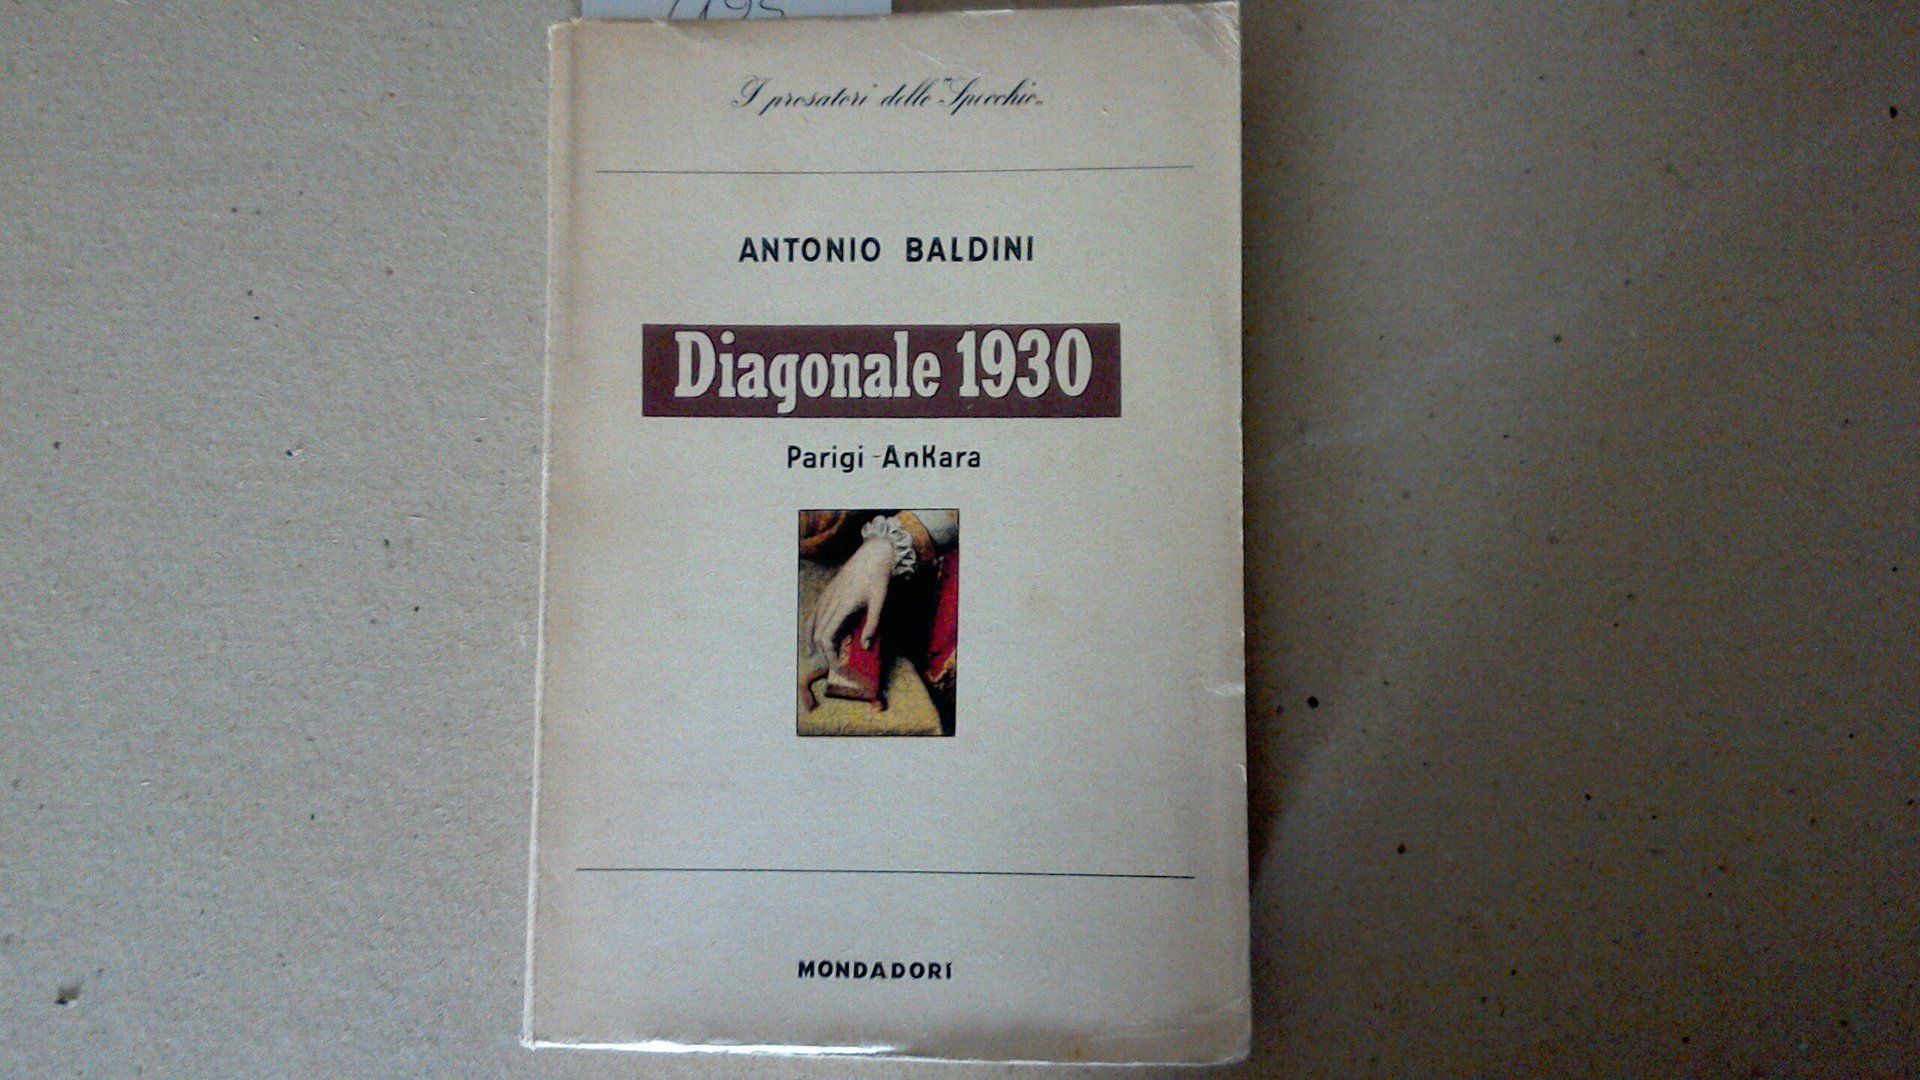 I prosatori dello "Specchio"
ANTONIO BALDINI
Diagonale 1930
Parigi - AnKara
MONDADORI